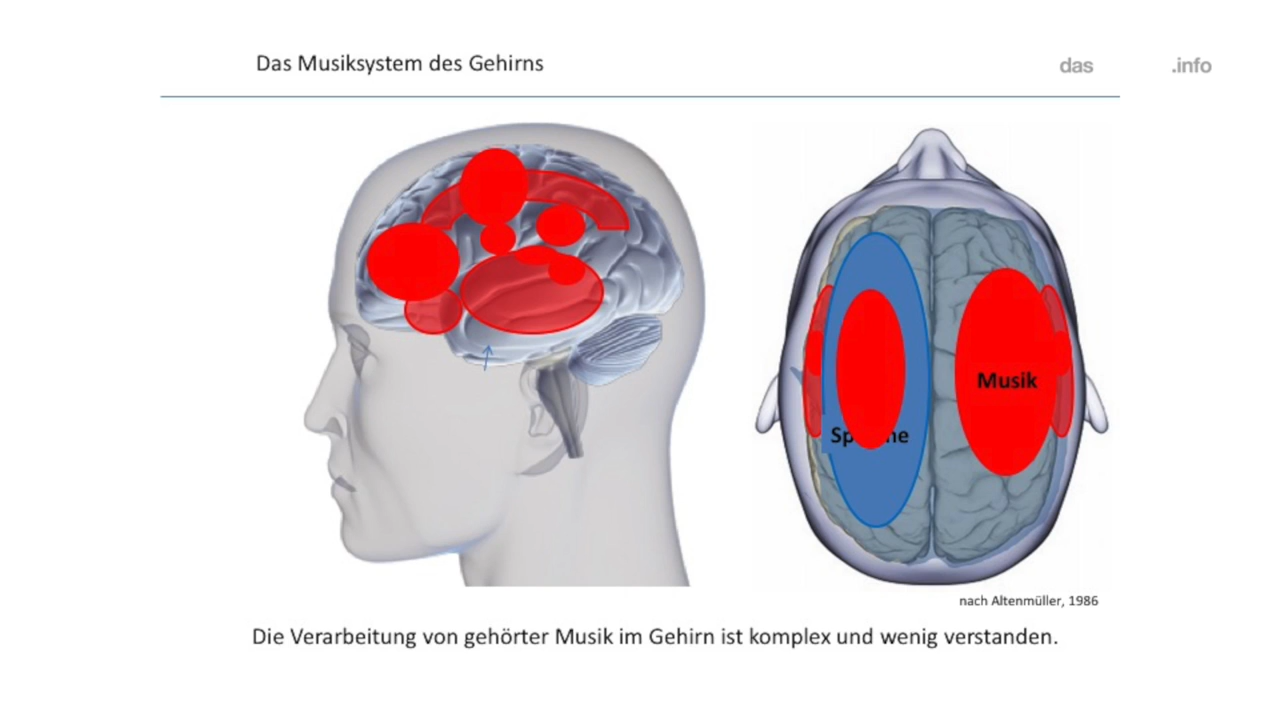 Das Musiksystem des Gehirns
das .info
Musik
nach Altenmüller, 1986
Die Verarbeitung von gehörter Musik im Gehirn ist komplex und wenig verstanden.